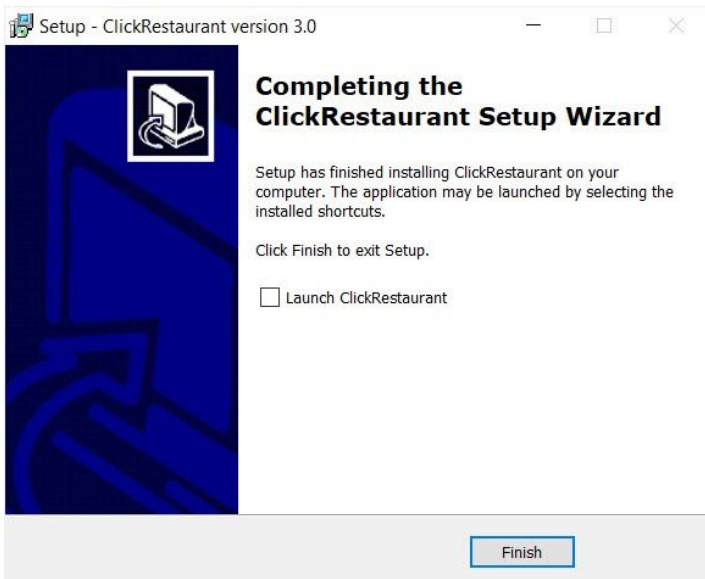 Setup - ClickRestaurant version 3.0
Completing the
ClickRestaurant Setup Wizard
Setup has finished installing ClickRestaurant on your
computer. The application may be launched by selecting the
installed shortcuts.
Click Finish to exit Setup.
Launch ClickRestaurant
Finish